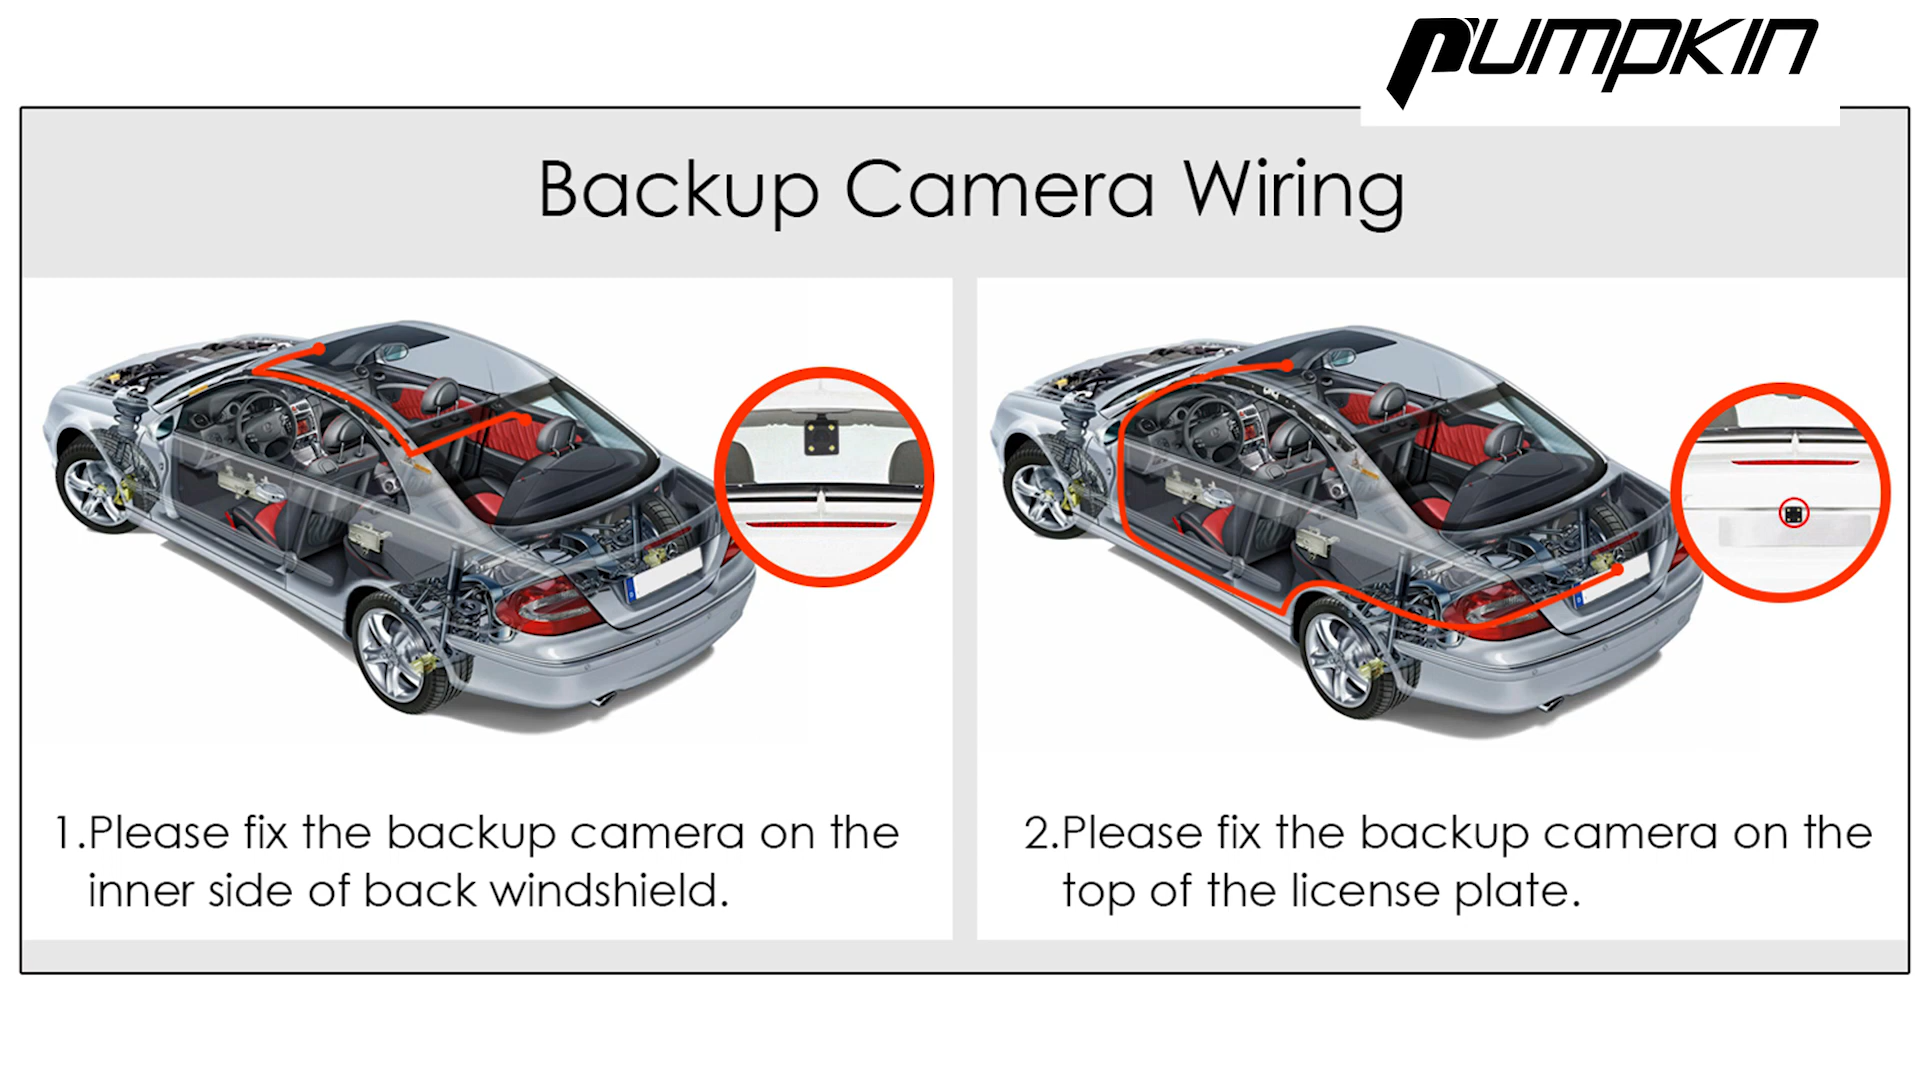 PUMPKIN
Backup Camera Wiring
1.Please fix the backup camera on the
inner side of back windshield.
2.Please fix the backup camera on the
top of the license plate.